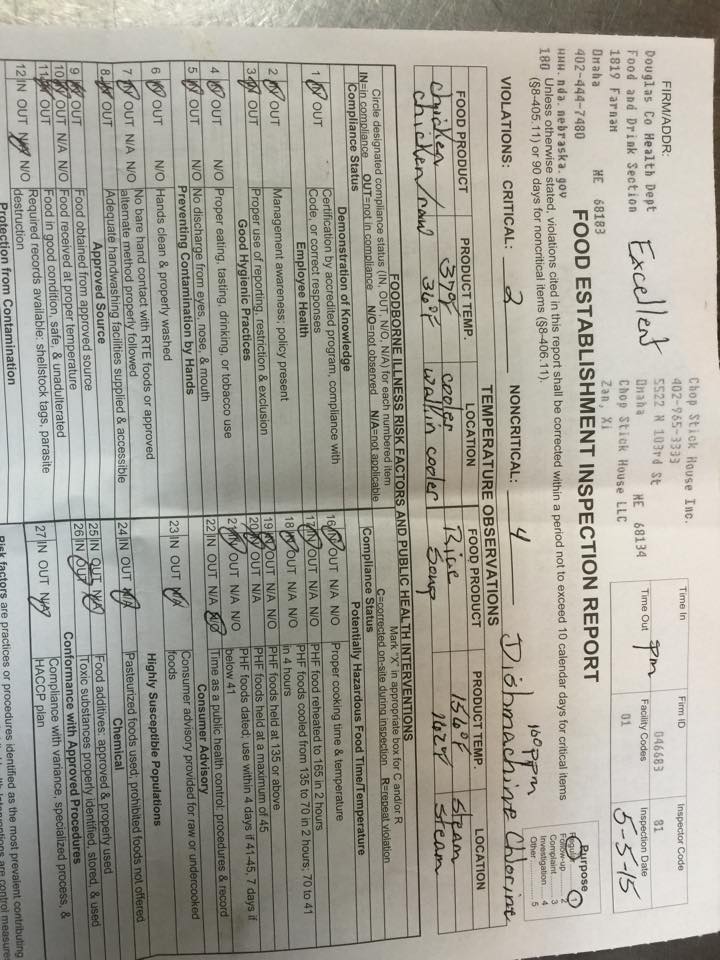 FIRM/ADDR:
Douglas Co Health Dept
Food and Drink Section
1819 Farnam
Omaha NE 68183
402-444-7480
www.nda.nebraska.gov
Excellent
Chop Stick House Inc.
402-965-3333
5522 N 103rd St
Omaha NE 68134
Chop Stick House LLC
Zan, Xi
Time In
Firm ID
046683
Inspector Code
81
Time Out
pm
Facility Codes
01
Inspection Date
5-5-15
FOOD ESTABLISHMENT INSPECTION REPORT
180 Unless otherwise stated, violations cited in this report shall be corrected within a period not to exceed 10 calendar days for critical items
(§8-405.11) or 90 days for noncritical items (§8-406.11).
Purpose
Regular 1
Follow-up 2
Complaint 3
Investigation 4
Other 5
VIOLATIONS: CRITICAL: 2 NONCRITICAL: 4
Dishmachine Chlorine
100ppm
TEMPERATURE OBSERVATIONS
FOOD PRODUCT PRODUCT TEMP. LOCATION FOOD PRODUCT PRODUCT TEMP. LOCATION
chicken 37°F cooler Rice 156°F steam
chicken/raw 36°F walkin cooler Soup 162°F steam
FOODBORNE ILLNESS RISK FACTORS AND PUBLIC HEALTH INTERVENTIONS
Circle designated compliance status (IN, OUT, N/O, N/A) for each numbered item
Mark "X" in appropriate box for C and/or R
IN=in compliance OUT=not in compliance N/O=not observed N/A=not applicable
C=corrected on-site during inspection R=repeat violation
Compliance Status
Demonstration of Knowledge
1 IN OUT Certification by accredited program, compliance with
Code, or correct responses
Employee Health
2 IN OUT Management awareness; policy present
3 IN OUT Proper use of reporting, restriction & exclusion
Good Hygienic Practices
4 IN OUT N/O Proper eating, tasting, drinking, or tobacco use
5 IN OUT N/O No discharge from eyes, nose, & mouth
Preventing Contamination by Hands
6 IN OUT N/O Hands clean & properly washed
7 IN OUT N/A N/O No bare hand contact with RTE foods or approved
alternate method properly followed
8 IN OUT Adequate handwashing facilities supplied & accessible
Approved Source
9 IN OUT Food obtained from approved source
10 IN OUT N/A N/O Food received at proper temperature
11 IN OUT Food in good condition, safe, & unadulterated
12 IN OUT N/A N/O Required records available: shellstock tags, parasite
destruction
Protection from Contamination
Compliance Status
Potentially Hazardous Food Time/Temperature
16 IN OUT N/A N/O Proper cooking time & temperature
17 IN OUT N/A N/O PHF food reheated to 165 in 2 hours
18 IN OUT N/A N/O PHF foods cooled from 135 to 70 in 2 hours; 70 to 41
in 4 hours
19 IN OUT N/A N/O PHF foods held at 135 or above
20 IN OUT N/A PHF foods held at a maximum of 45
21 IN OUT N/A N/O PHF foods dated; use within 4 days if 41-45, 7 days if
below 41
22 IN OUT N/A N/O Time as a public health control: procedures & record
Consumer Advisory
23 IN OUT N/A Consumer advisory provided for raw or undercooked
foods
Highly Susceptible Populations
24 IN OUT N/A Pasteurized foods used; prohibited foods not offered
Chemical
25 IN OUT N/A Food additives: approved & properly used
26 IN OUT Toxic substances properly identified, stored, & used
Conformance with Approved Procedures
27 IN OUT N/A Compliance with variance, specialized process, &
HACCP plan
Risk factors are practices or procedures identified as the most prevalent contributing